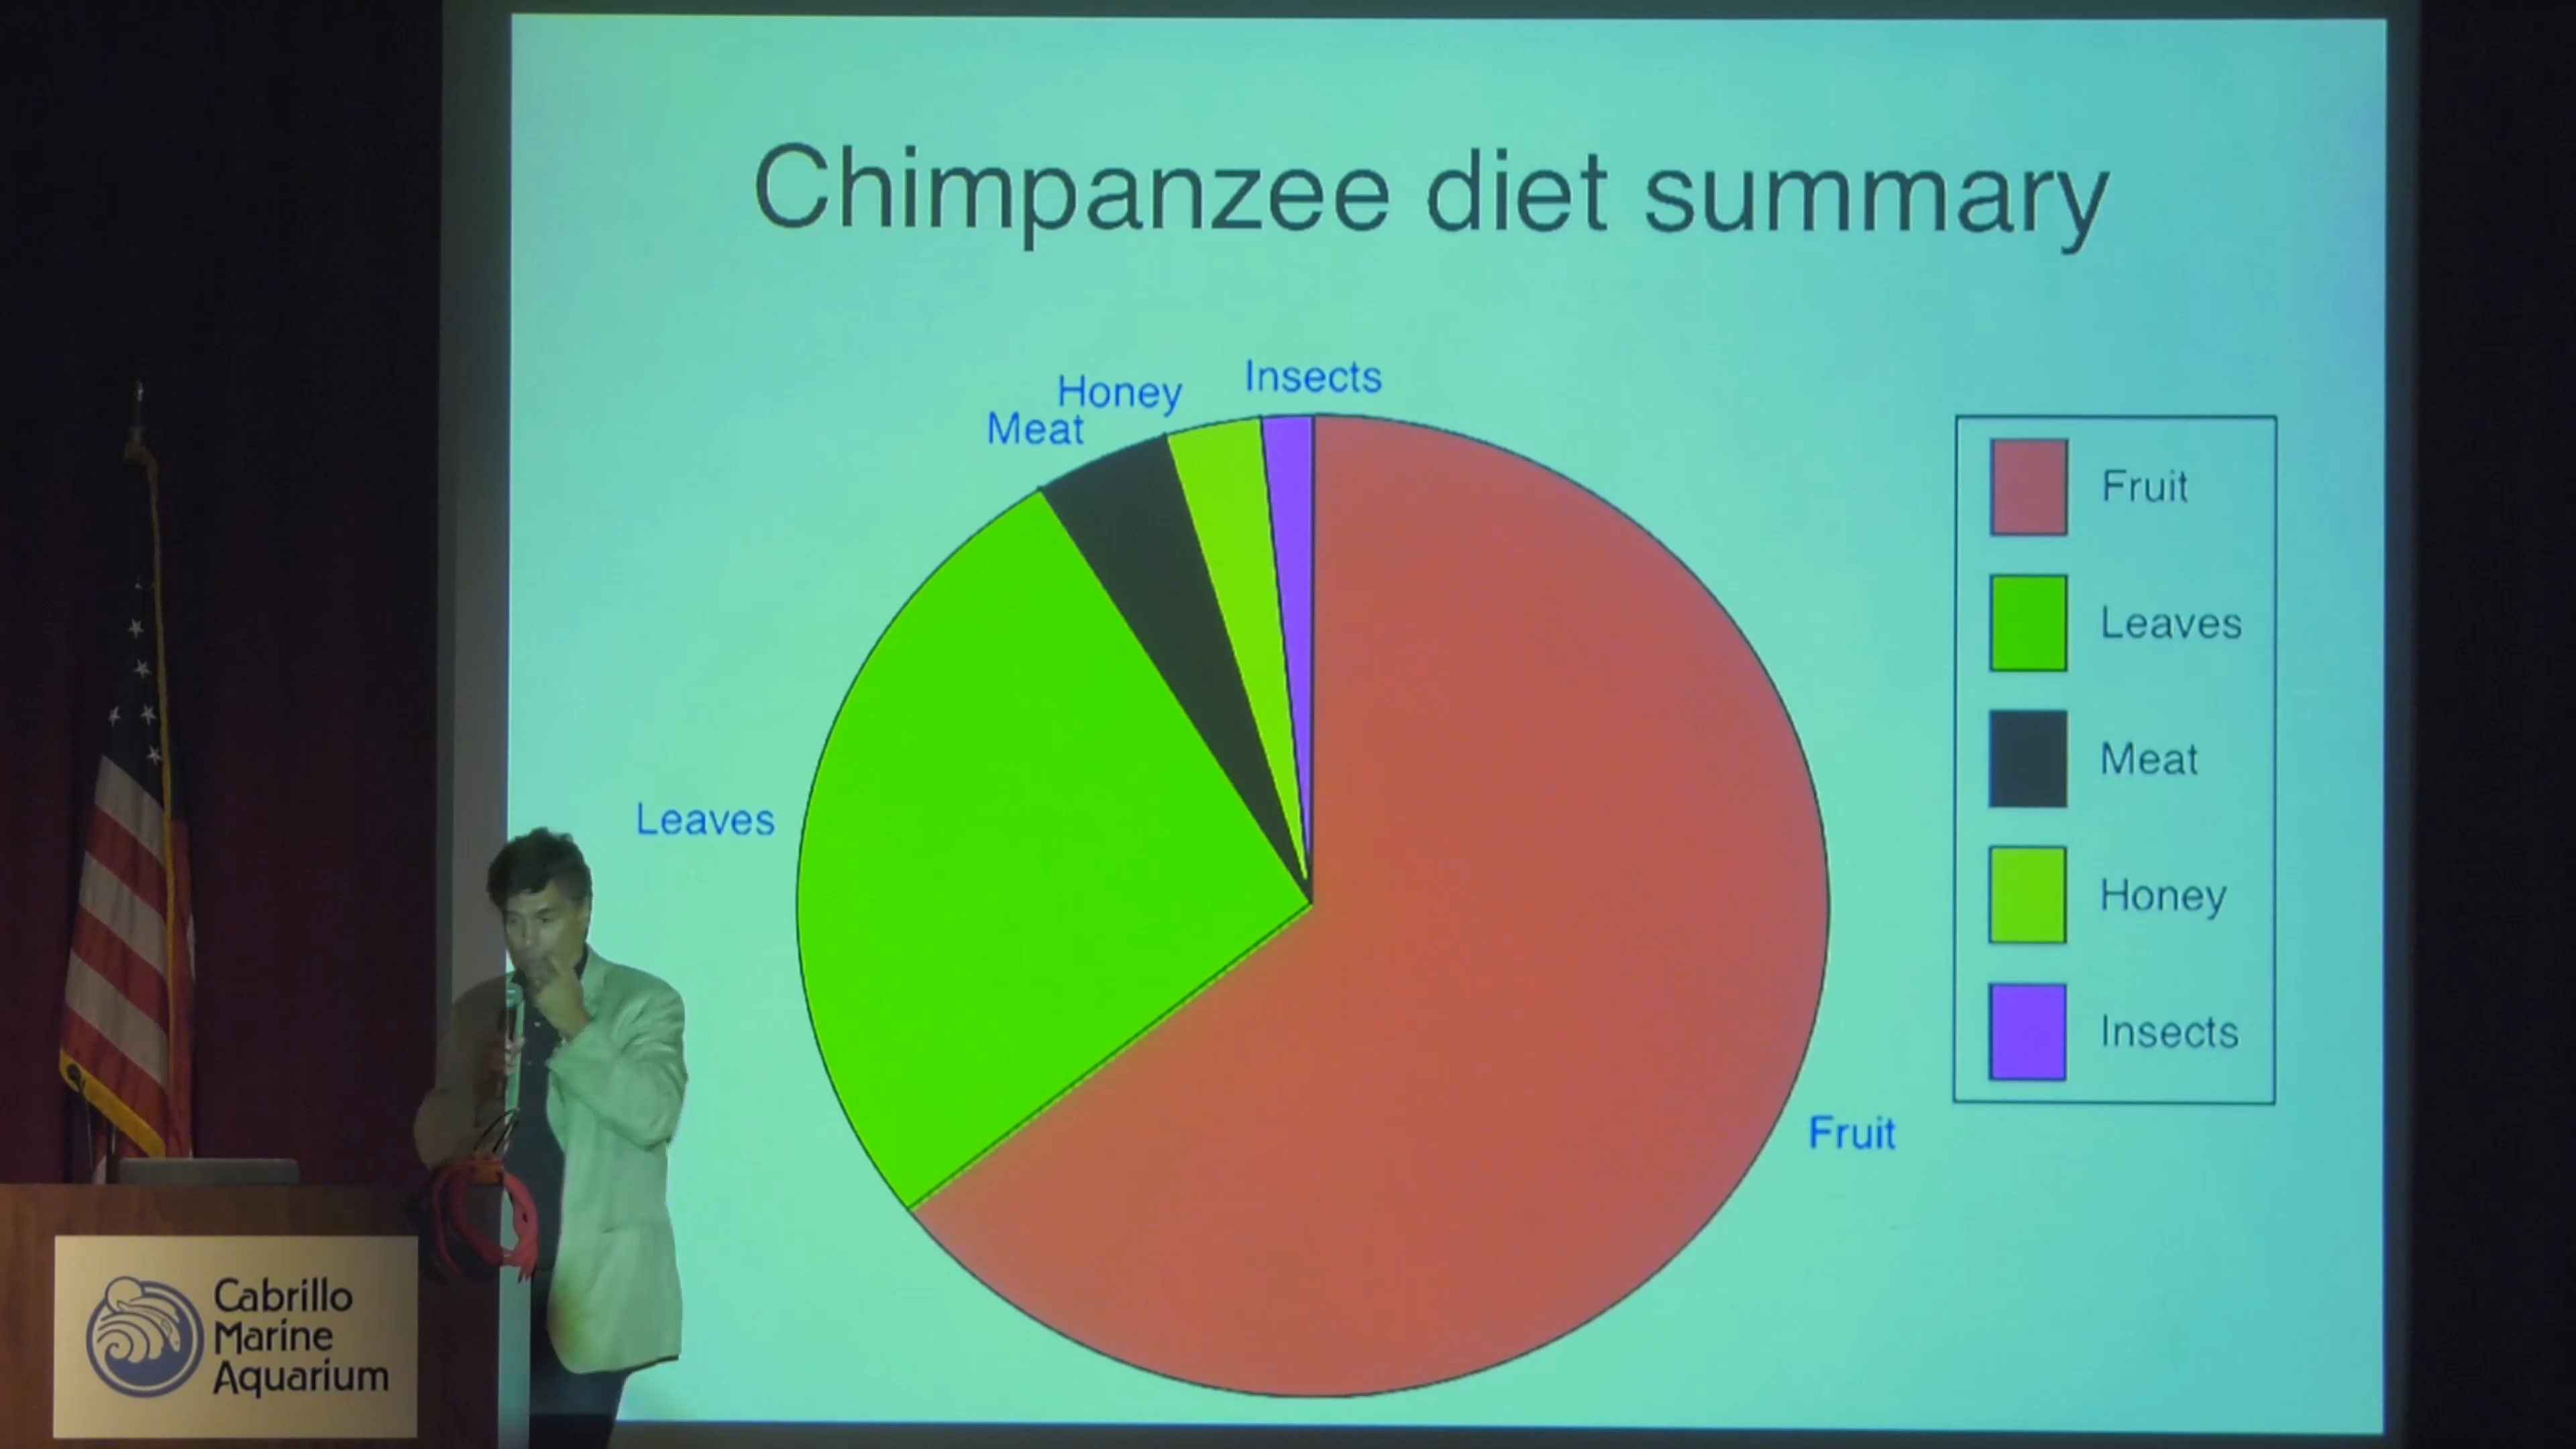 Chimpanzee diet summary
Insects
Honey
Meat
Leaves
Fruit
Fruit
Leaves
Meat
Honey
Insects
Cabrillo
Marine
Aquarium